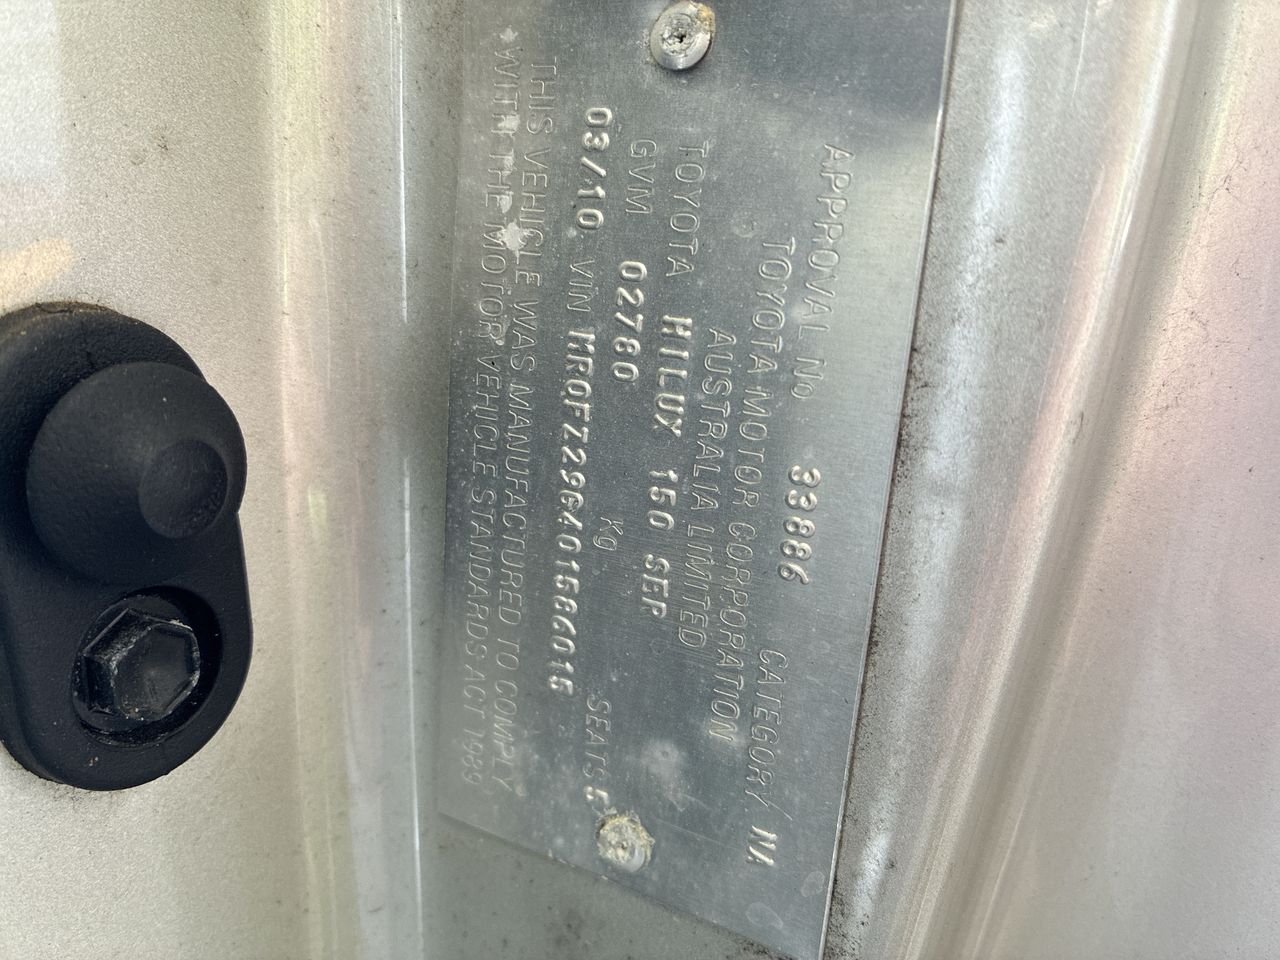 APPROVAL No 33886 CATEGORY NA
TOYOTA MOTOR CORPORATION
AUSTRALIA LIMITED
TOYOTA HILUX 150 SEP
GVM 02780 Kg SEATS 5
03/10 VIN MR0FZ29G401586015
THIS VEHICLE WAS MANUFACTURED TO COMPLY
WITH THE MOTOR VEHICLE STANDARDS ACT 1989